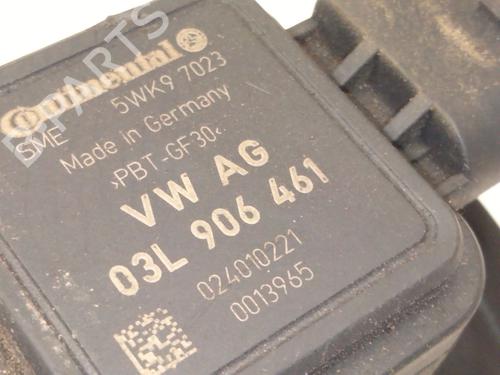 Continental
SME 5WK9 7023
Made in Germany
>PBT-GF30<
VW AG
03L 906 461
024010221
0013965